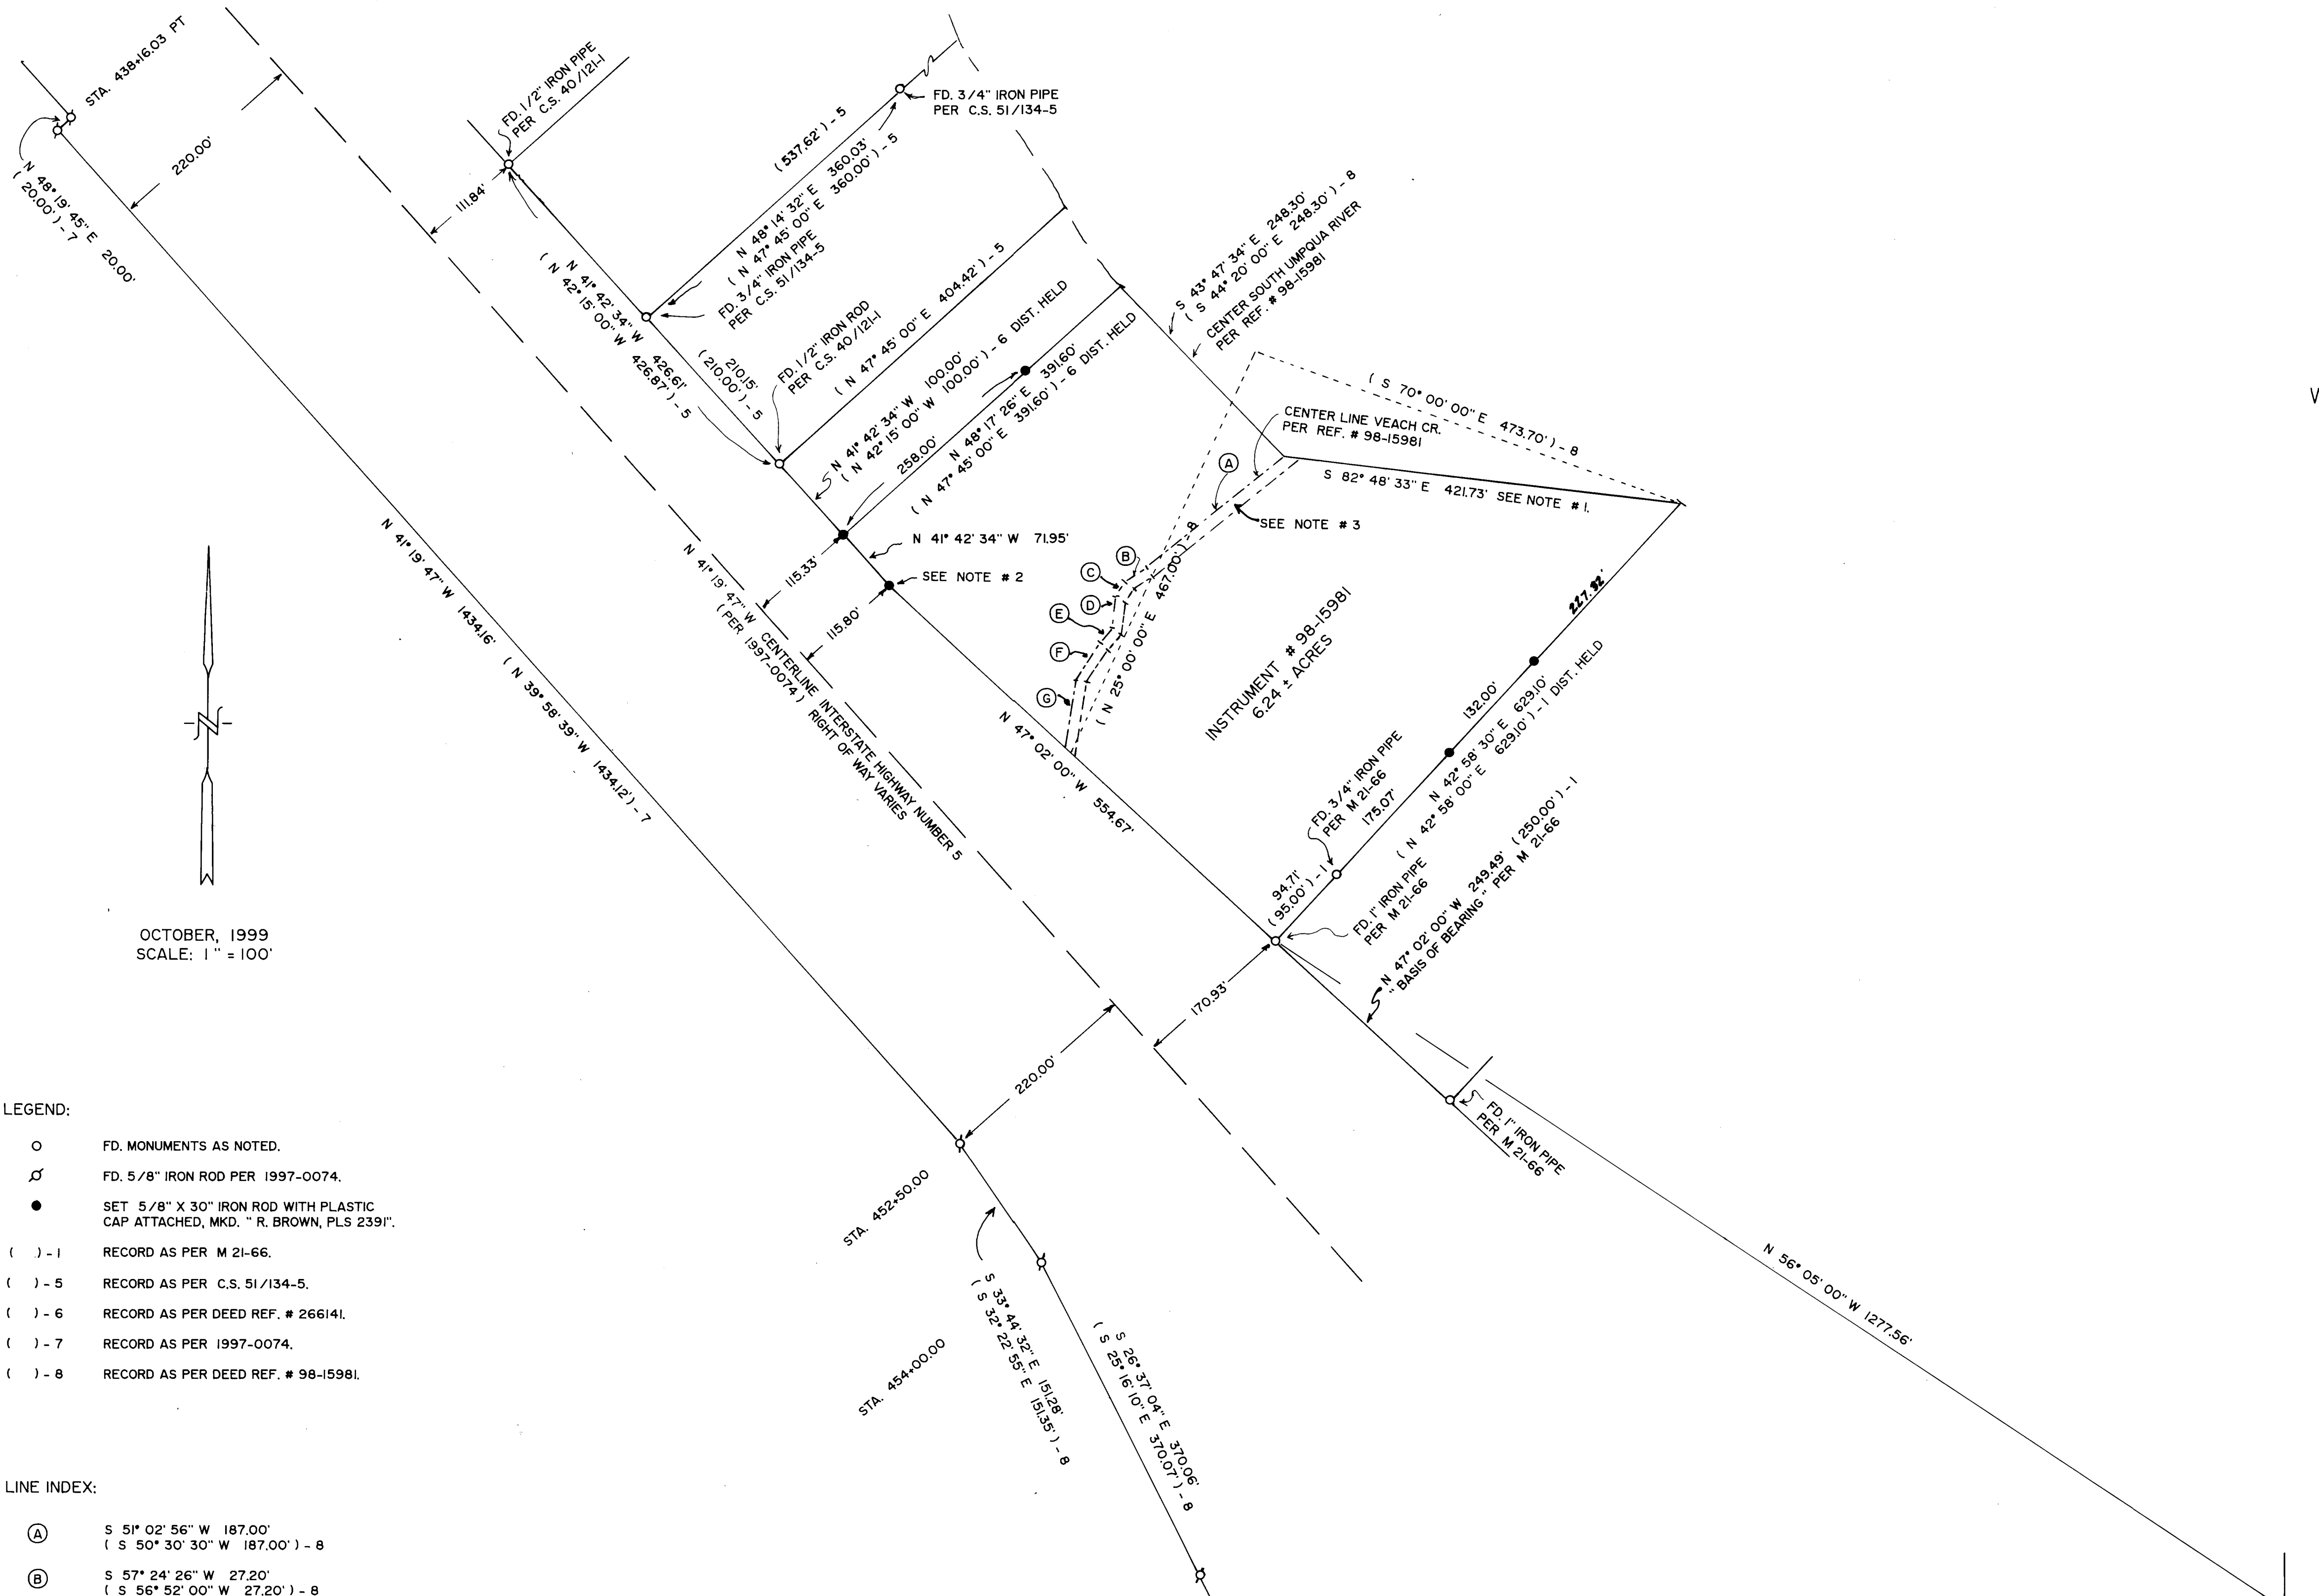 STA. 438+16.03 PT
220.00'
N 48° 19' 45" E 20.00'
( 20.00' ) - 7
FD. 1/2" IRON PIPE
PER C.S. 40/121-1
111.84'
( 537.62' ) - 5
FD. 3/4" IRON PIPE
PER C.S. 51/134-5
N 48° 14' 32" E 360.03'
( N 47° 45' 00" E 360.00' ) - 5
FD. 3/4" IRON PIPE
PER C.S. 51/134-5
N 41° 42' 34" W 426.61'
( N 42° 15' 00" W 426.87' ) - 5
210.15'
( 210.00' ) - 5
FD. 1/2" IRON ROD
PER C.S. 40/121-1
( N 47° 45' 00" E 404.42' ) - 5
N 41° 42' 34" W 100.00'
( N 42° 15' 00" W 100.00' ) - 6 DIST. HELD
258.00'
N 48° 17' 26" E 391.60'
( N 47° 45' 00" E 391.60' ) - 6 DIST. HELD
S 43° 47' 34" E 248.30'
( S 44° 20' 00" E 248.30' ) - 8
CENTER SOUTH UMPQUA RIVER
PER REF. # 98-15981
( S 70° 00' 00" E 473.70' ) - 8
CENTER LINE VEACH CR.
PER REF. # 98-15981
S 82° 48' 33" E 421.73' SEE NOTE # 1.
A
SEE NOTE # 3
B
C
D
E
F
G
( N 25° 00' 00" E 467.00' ) - 8
N 41° 42' 34" W 71.95'
SEE NOTE # 2
115.33'
115.80'
N 41° 19' 47" W CENTERLINE INTERSTATE HIGHWAY NUMBER 5
( PER 1997-0074 ) RIGHT OF WAY VARIES
N 41° 19' 47" W 1434.16' ( N 39° 58' 39" W 1434.12' ) - 7
INSTRUMENT # 98-15981
6.24 ± ACRES
227.32'
132.00'
N 42° 58' 30" E 629.10'
( N 42° 58' 00" E 629.10' ) - 1 DIST. HELD
FD. 3/4" IRON PIPE
PER M 21-66
175.07'
N 47° 02' 00" W 554.67'
94.71'
( 95.00' ) - 1
FD. 1" IRON PIPE
PER M 21-66
N 47° 02' 00" W 249.49' ( 250.00' ) - 1
" BASIS OF BEARING " PER M 21-66
170.93'
220.00'
FD. 1" IRON PIPE
PER M 21-66
N
OCTOBER, 1999
SCALE: 1" = 100'
STA. 452+50.00
STA. 454+00.00
S 33° 44' 32" E 151.28'
( S 32° 22' 55" E 151.35' ) - 8
S 26° 37' 04" E 370.06'
( S 25° 16' 10" E 370.07' ) - 8
N 56° 05' 00" W 1277.56'
LEGEND:
FD. MONUMENTS AS NOTED.
FD. 5/8" IRON ROD PER 1997-0074.
SET 5/8" X 30" IRON ROD WITH PLASTIC
CAP ATTACHED, MKD. " R. BROWN, PLS 2391".
( ) - 1 RECORD AS PER M 21-66.
( ) - 5 RECORD AS PER C.S. 51/134-5.
( ) - 6 RECORD AS PER DEED REF. # 266141.
( ) - 7 RECORD AS PER 1997-0074.
( ) - 8 RECORD AS PER DEED REF. # 98-15981.
LINE INDEX:
A S 51° 02' 56" W 187.00'
( S 50° 30' 30" W 187.00' ) - 8
B S 57° 24' 26" W 27.20'
( S 56° 52' 00" W 27.20' ) - 8